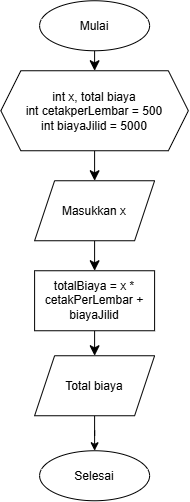 Mulai
int x, total biaya
int cetakperLembar = 500
int biayaJilid = 5000
Masukkan x
totalBiaya = x *
cetakPerLembar +
biayaJilid
Total biaya
Selesai